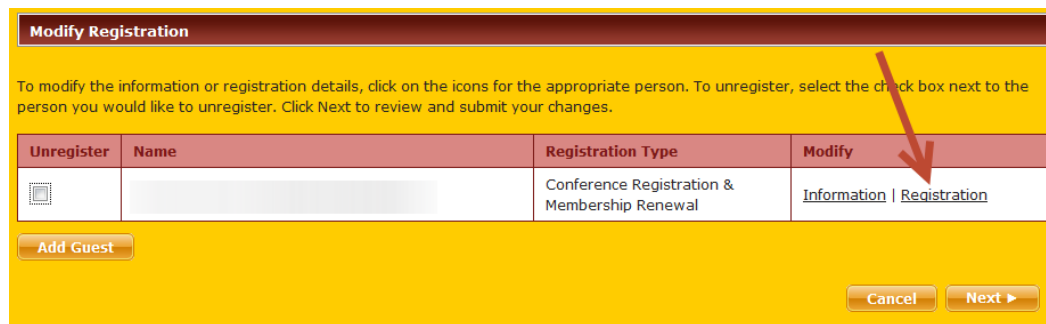 Modify Registration
To modify the information or registration details, click on the icons for the appropriate person. To unregister, select the check box next to the
person you would like to unregister. Click Next to review and submit your changes.
Unregister Name Registration Type Modify
Conference Registration &
Membership Renewal
Information | Registration
Add Guest
Cancel Next ►